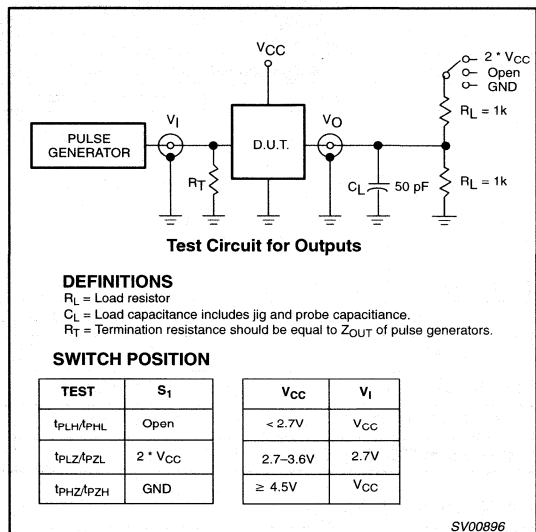 VCC
2 * VCC
Open
GND
RL = 1k
VI
VO
PULSE
GENERATOR
D.U.T.
RT
CL
50 pF
RL = 1k
Test Circuit for Outputs
DEFINITIONS
RL = Load resistor
CL = Load capacitance includes jig and probe capacitiance.
RT = Termination resistance should be equal to ZOUT of pulse generators.
SWITCH POSITION
TEST S1
tPLH/tPHL Open
tPLZ/tPZL 2 * VCC
tPHZ/tPZH GND
VCC VI
< 2.7V VCC
2.7–3.6V 2.7V
≥ 4.5V VCC
SV00896